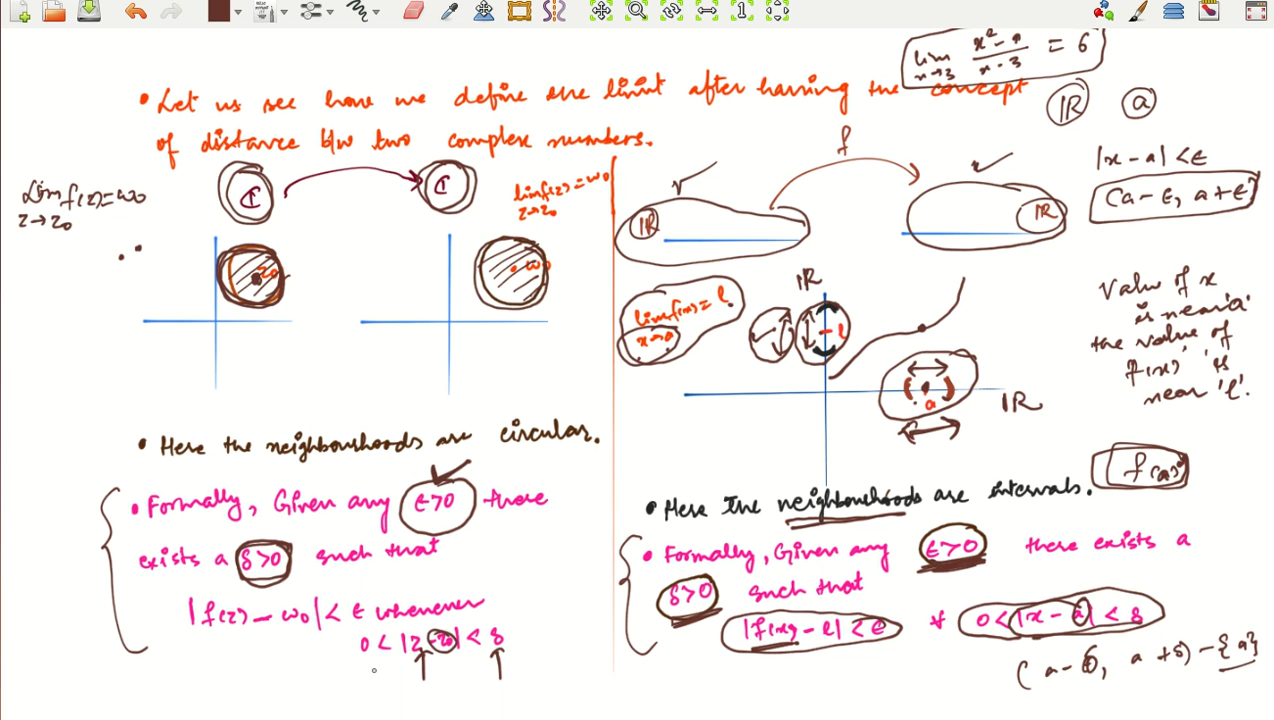 lim x→3 x²-9 / x-3 = 6
• Let us see how we define the limit after having the concept
of distance b/w two complex numbers.
ℝ a
f
|x-a|<ε
(a-ε, a+ε)
Lim f(z)=w₀
z→z₀
ℂ
ℂ
lim f(z)=w₀
z→z₀
z₀
w₀
ℝ
ℝ
ℝ
lim f(x)=l
x→a
l
a
ℝ
Value of x
is near 'a'
the value of
f(x) is
near 'l'.
f(a)
• Here the neighbourhoods are circular.
• Formally, Given any ε>0 there
exists a δ>0 such that
|f(z)-w₀|<ε whenever
0<|z-z₀|<δ
• Here the neighbourhoods are intervals.
• Formally, Given any ε>0 there exists a
δ>0 such that
|f(x)-l|<ε if 0<|x-a|<δ
(a-δ, a+δ)-{a}